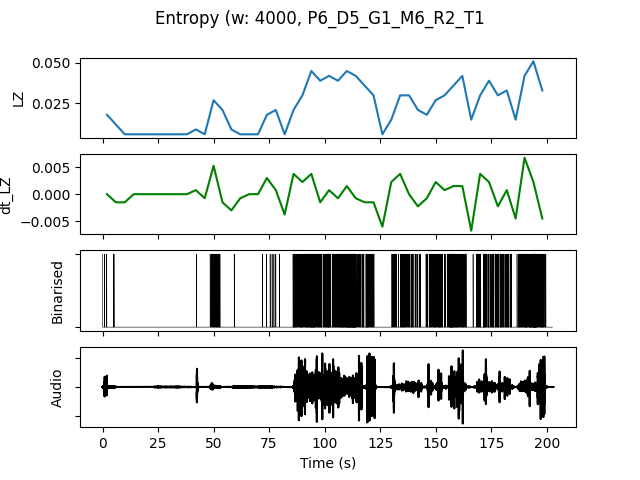 Entropy (w: 4000, P6_D5_G1_M6_R2_T1
0.050
0.025
LZ
0.005
0.000
−0.005
dt_LZ
Binarised
Audio
0 25 50 75 100 125 150 175 200
Time (s)